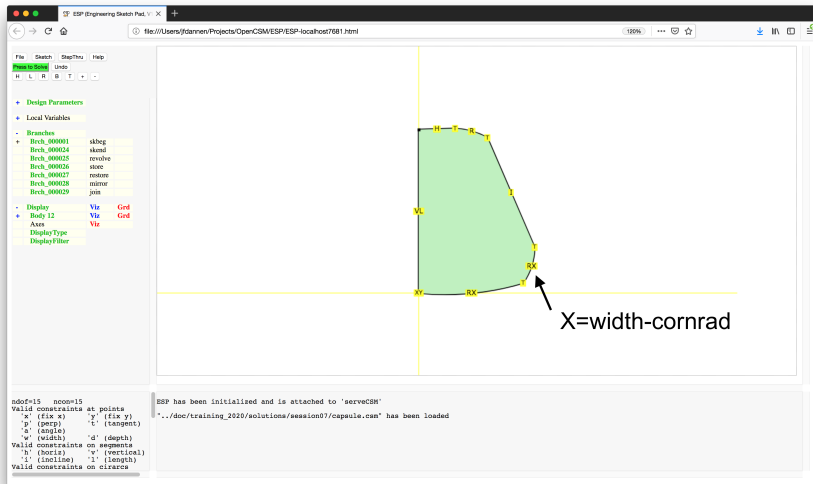 ESP (Engineering Sketch Pad, V
file:///Users/jfdannen/Projects/OpenCSM/ESP/ESP-localhost7681.html
120%
File Sketch StepThru Help
Press to Solve Undo
H L R B T + -
+ Design Parameters
+ Local Variables
- Branches
+ Brch_000001 skbeg
Brch_000024 skend
Brch_000025 revolve
Brch_000026 store
Brch_000027 restore
Brch_000028 mirror
Brch_000029 join
- Display Viz Grd
+ Body 12 Viz Grd
Axes Viz
DisplayType
DisplayFilter
H T R T
I
VL
T
RX
T
XY RX
X=width-cornrad
ndof=15 ncon=15
Valid constraints at points
'x' (fix x) 'y' (fix y)
'p' (perp) 't' (tangent)
'a' (angle)
'w' (width) 'd' (depth)
Valid constraints on segments
'h' (horiz) 'v' (vertical)
'i' (incline) 'l' (length)
Valid constraints on cirarcs
ESP has been initialized and is attached to 'serveCSM'
"../doc/training_2020/solutions/session07/capsule.csm" has been loaded